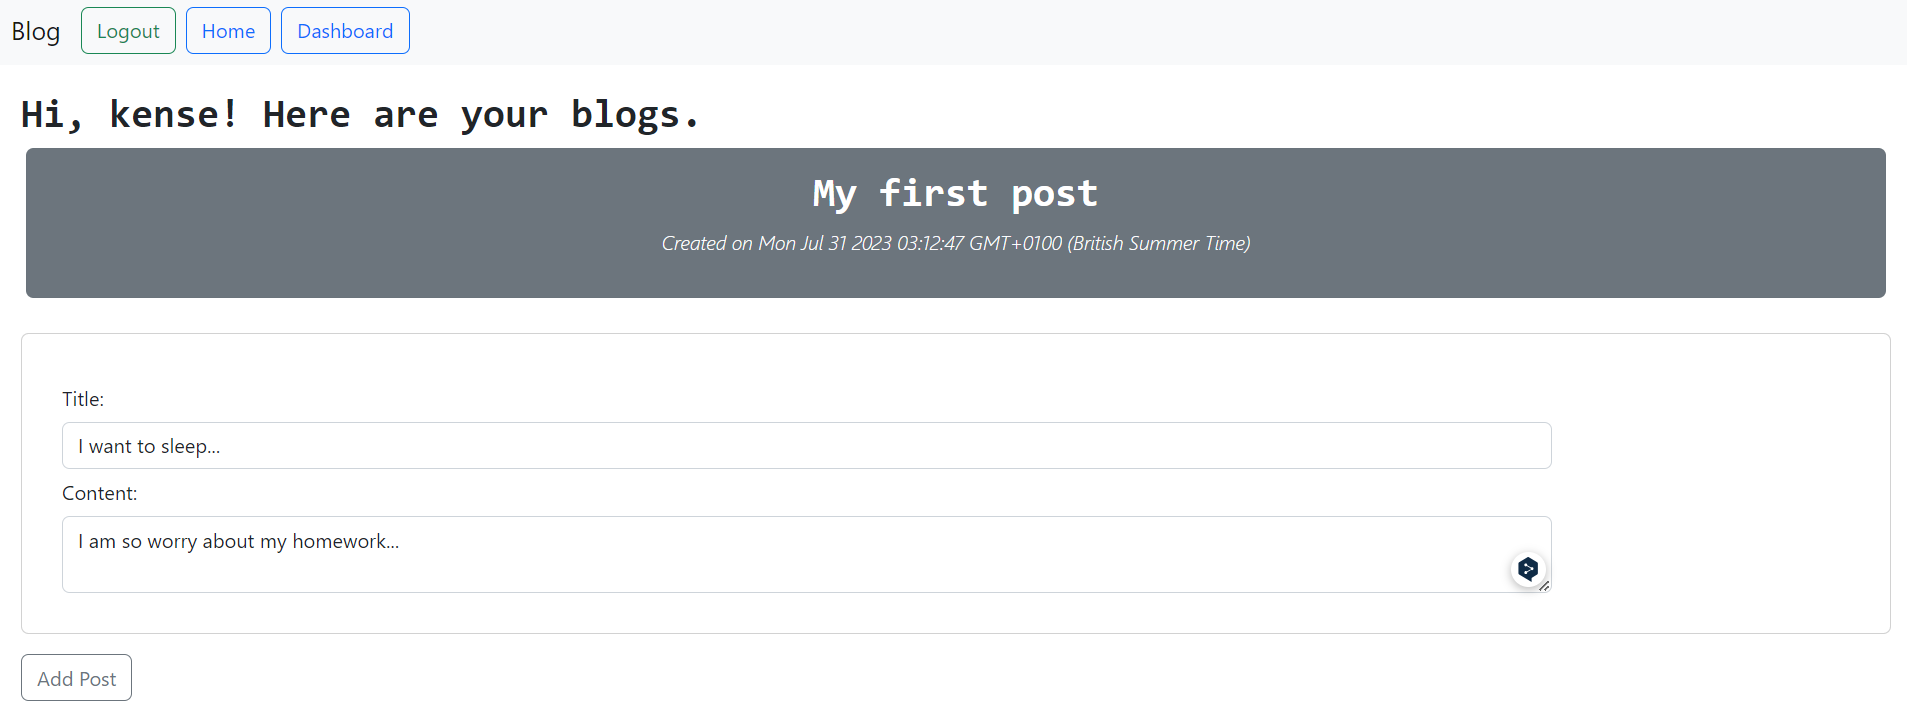 Blog Logout Home Dashboard
Hi, kense! Here are your blogs.
My first post
Created on Mon Jul 31 2023 03:12:47 GMT+0100 (British Summer Time)
Title:
I want to sleep...
Content:
I am so worry about my homework...
Add Post